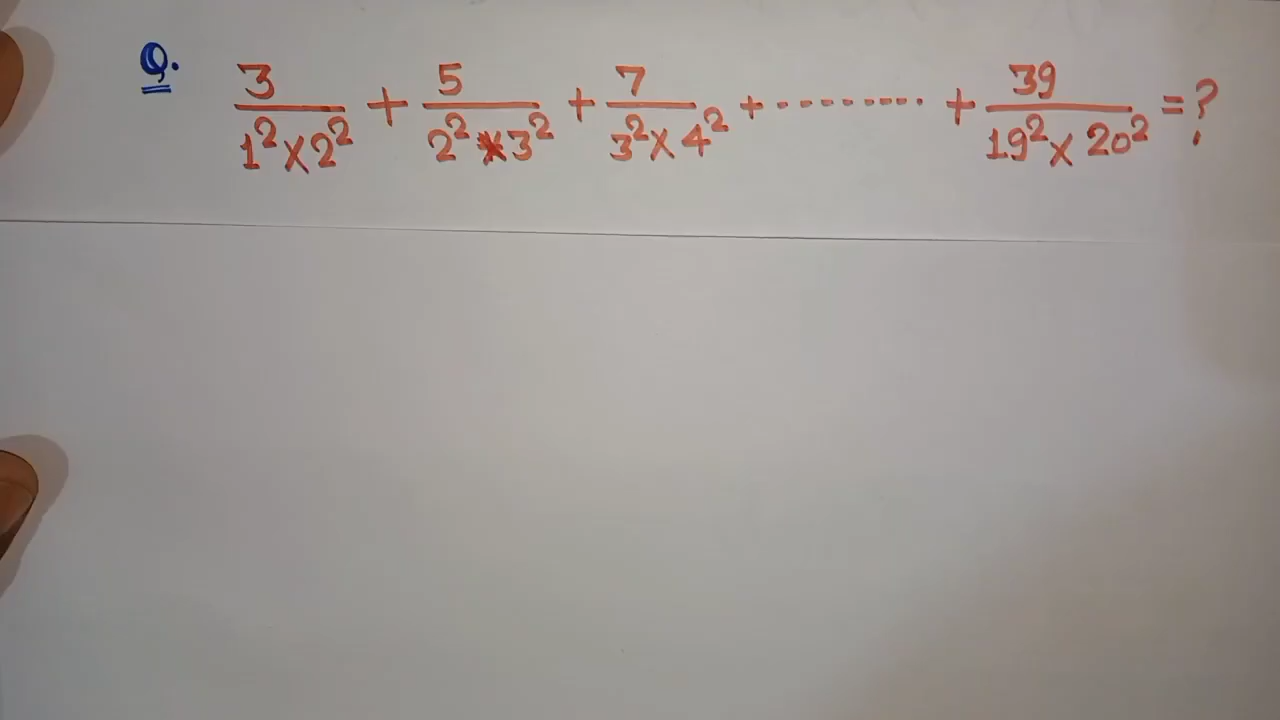 Q. 3/(1²×2²) + 5/(2²×3²) + 7/(3²×4²) + -------- + 39/(19²×20²) = ?